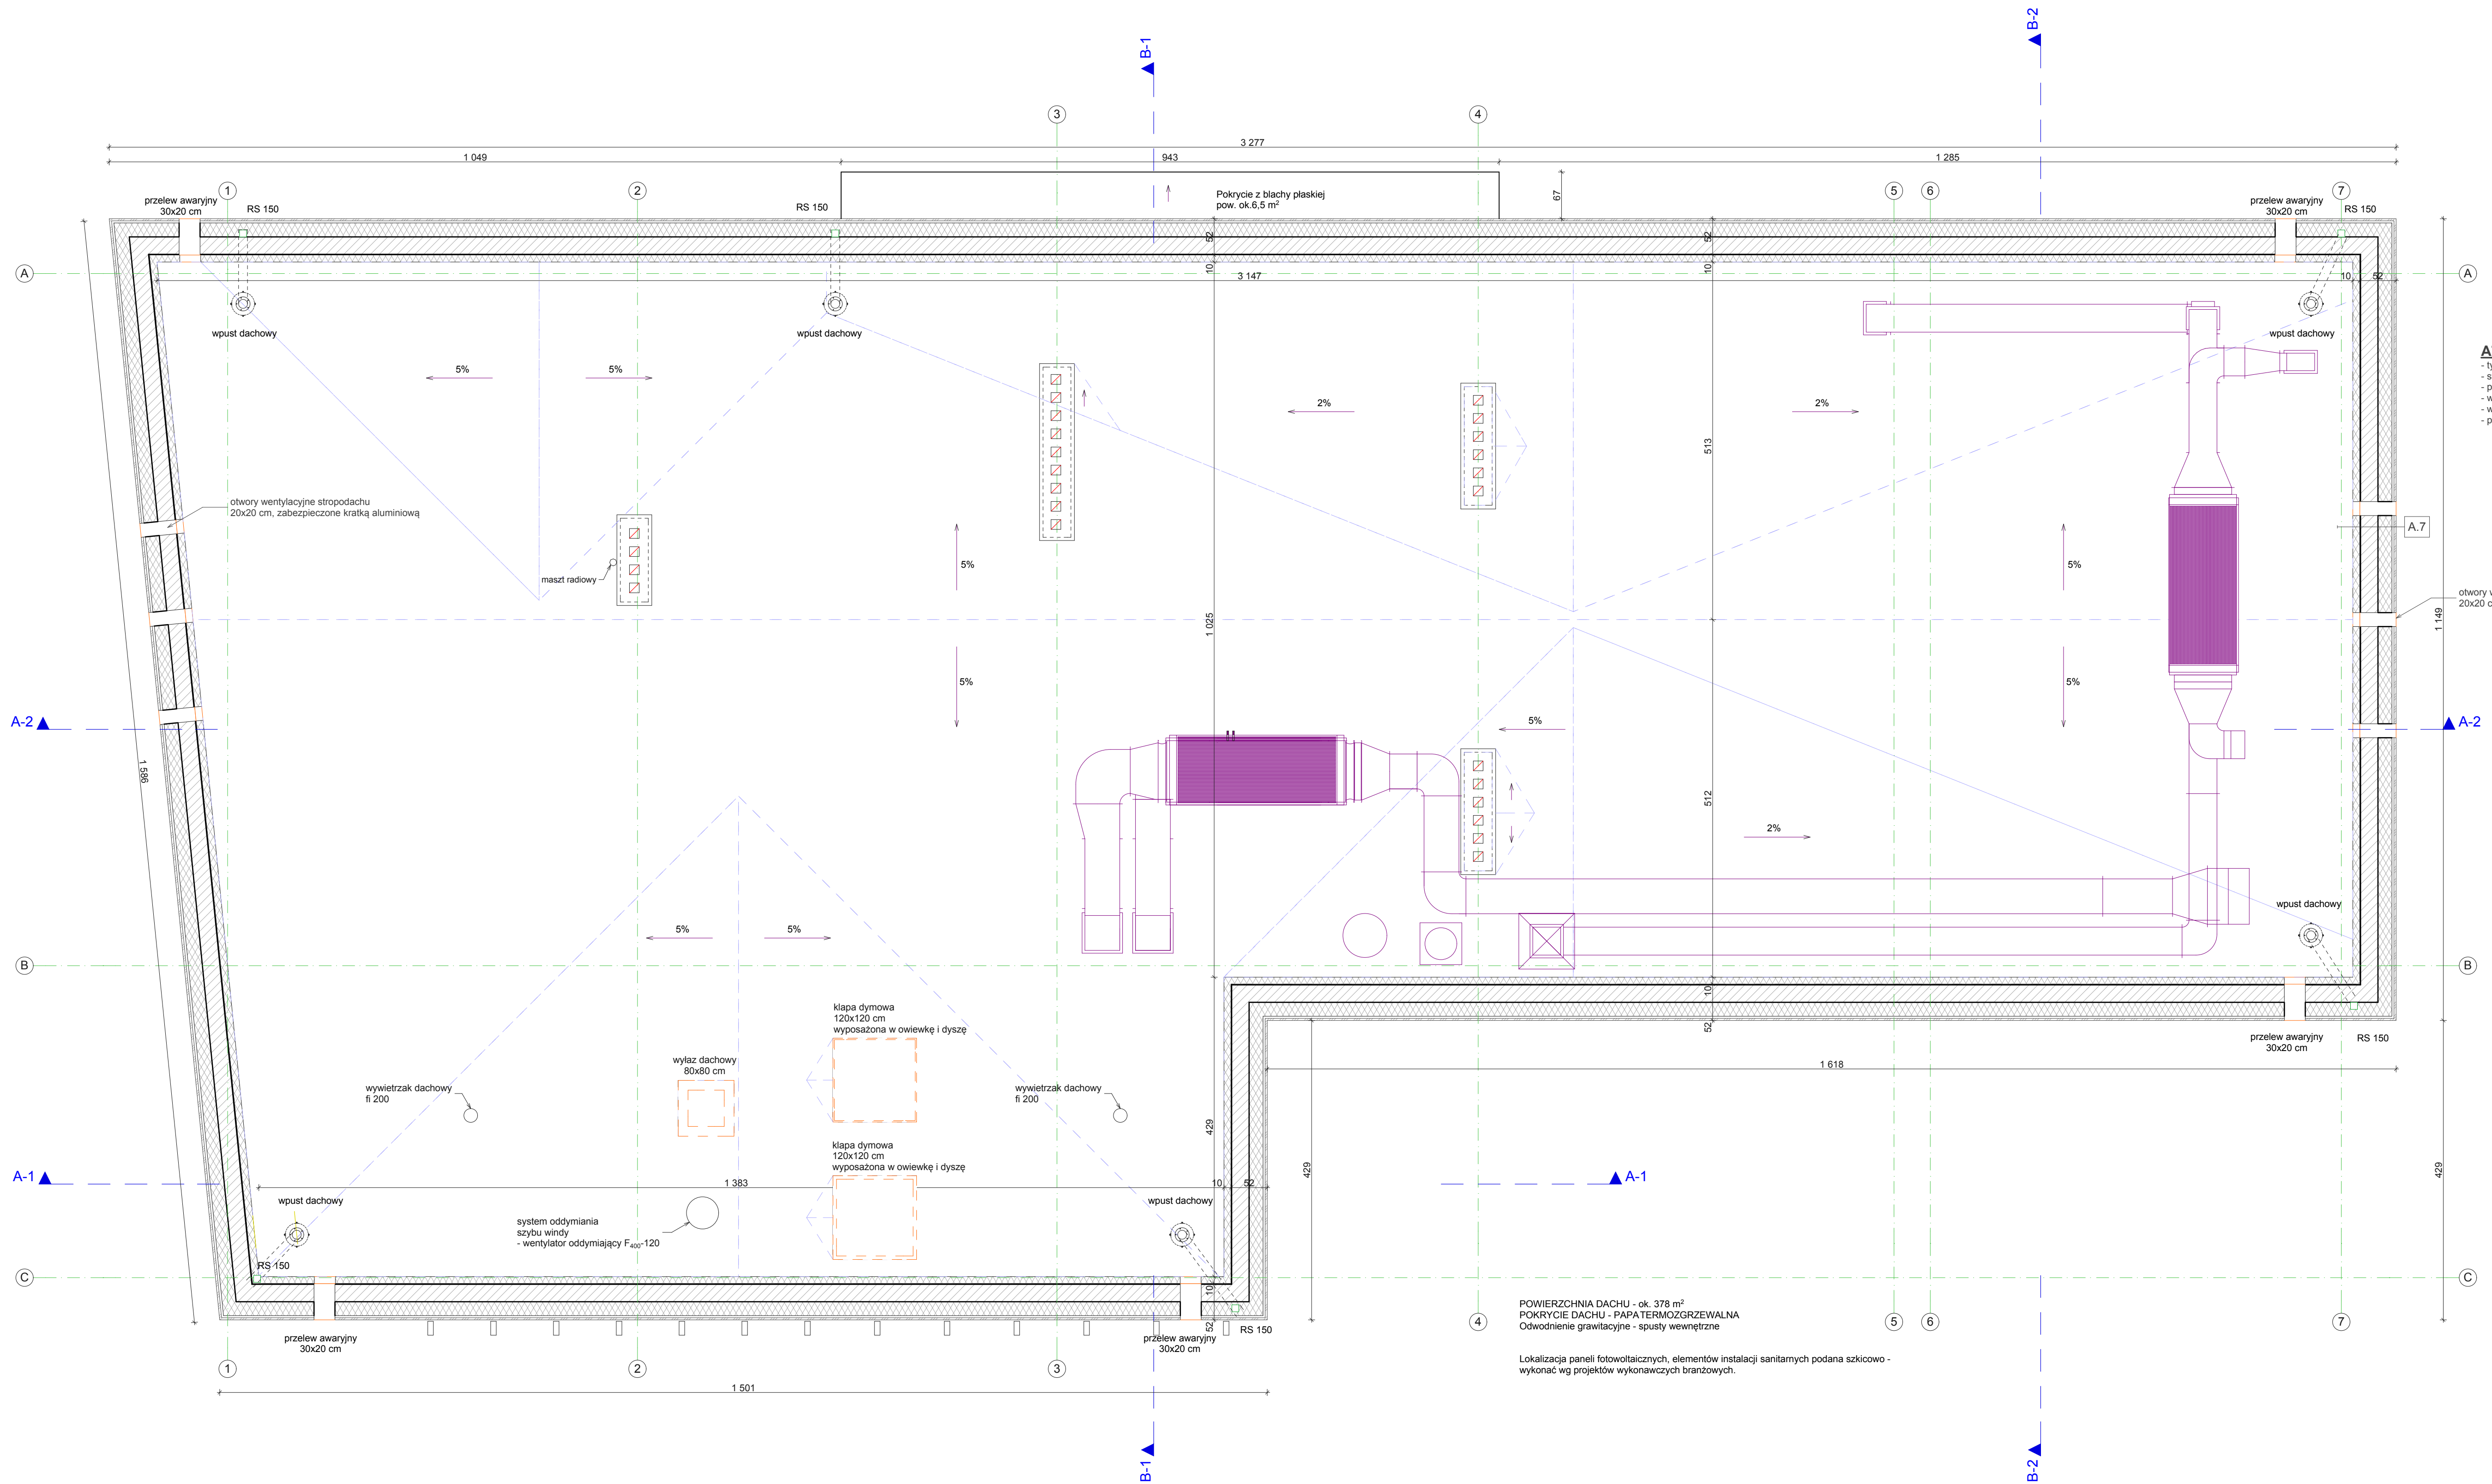 B-2
B-1
3
4
3 277
1 049
943
1 285
1
2
5
6
7
przelew awaryjny
30x20 cm
RS 150
RS 150
Pokrycie z blachy płaskiej
pow. ok.6,5 m²
67
przelew awaryjny
30x20 cm
RS 150
52
52
A
10
10
3 147
10
52
A
wpust dachowy
wpust dachowy
wpust dachowy
5%
5%
2%
2%
513
otwory wentylacyjne stropodachu
20x20 cm, zabezpieczone kratką aluminiową
A.7
maszt radiowy
5%
5%
1 025
1 149
20x20
5%
5%
A-2
5%
A-2
1 586
512
2%
wpust dachowy
5%
5%
B
B
klapa dymowa
120x120 cm
wyposażona w owiewkę i dyszę
10
52
przelew awaryjny
30x20 cm
RS 150
wyłaz dachowy
80x80 cm
1 618
wywietrzak dachowy
fi 200
wywietrzak dachowy
fi 200
429
klapa dymowa
120x120 cm
wyposażona w owiewkę i dyszę
429
429
A-1
1 383
10
52
A-1
wpust dachowy
wpust dachowy
system oddymiania
szybu windy
- wentylator oddymiający F₄₀₀-120
RS 150
C
10
C
52
RS 150
przelew awaryjny
30x20 cm
przelew awaryjny
30x20 cm
POWIERZCHNIA DACHU - ok. 378 m²
POKRYCIE DACHU - PAPA TERMOZGRZEWALNA
Odwodnienie grawitacyjne - spusty wewnętrzne
4
5
6
7
Lokalizacja paneli fotowoltaicznych, elementów instalacji sanitarnych podana szkicowo -
wykonać wg projektów wykonawczych branżowych.
1
2
3
1 501
B-1
B-2